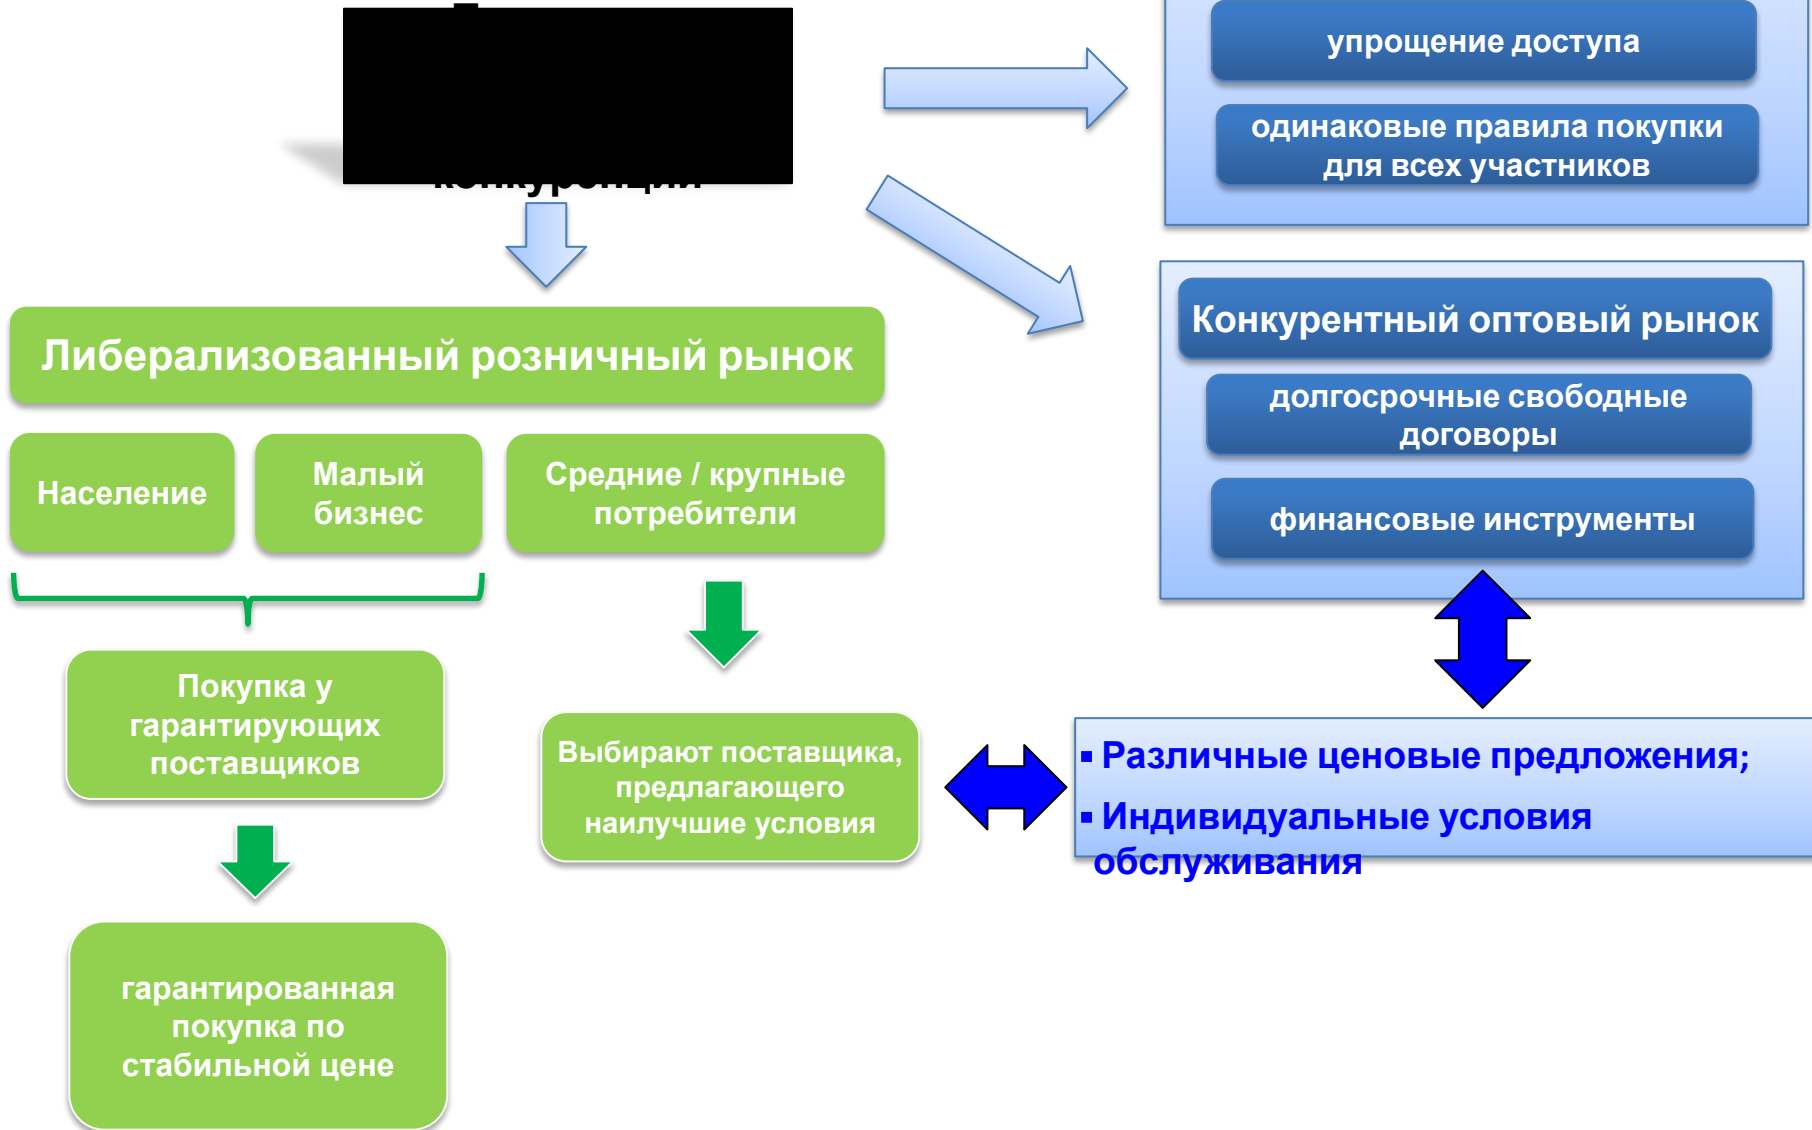 упрощение доступа
одинаковые правила покупки
для всех участников
конкуренции
Либерализованный розничный рынок
Конкурентный оптовый рынок
долгосрочные свободные
договоры
финансовые инструменты
Население
Малый
бизнес
Средние / крупные
потребители
Покупка у
гарантирующих
поставщиков
Выбирают поставщика,
предлагающего
наилучшие условия
▪ Различные ценовые предложения;
▪ Индивидуальные условия
обслуживания
гарантированная
покупка по
стабильной цене